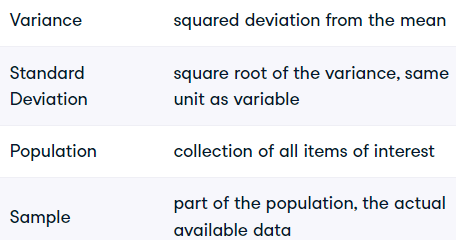 Variance squared deviation from the mean
Standard Deviation square root of the variance, same unit as variable
Population collection of all items of interest
Sample part of the population, the actual available data